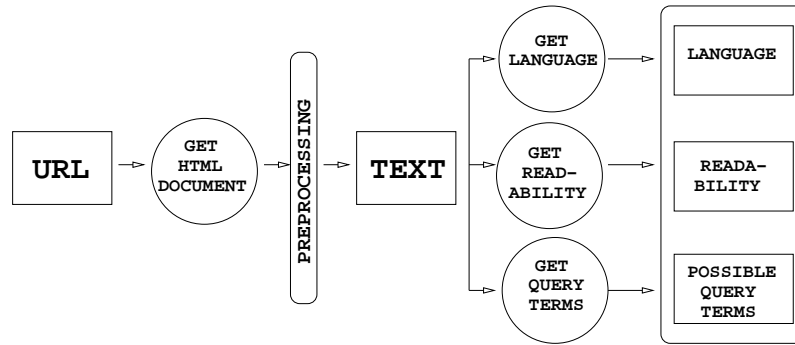 URL
GET
HTML
DOCUMENT
PREPROCESSING
TEXT
GET
LANGUAGE
LANGUAGE
GET
READ-
ABILITY
READA-
BILITY
GET
QUERY
TERMS
POSSIBLE
QUERY
TERMS